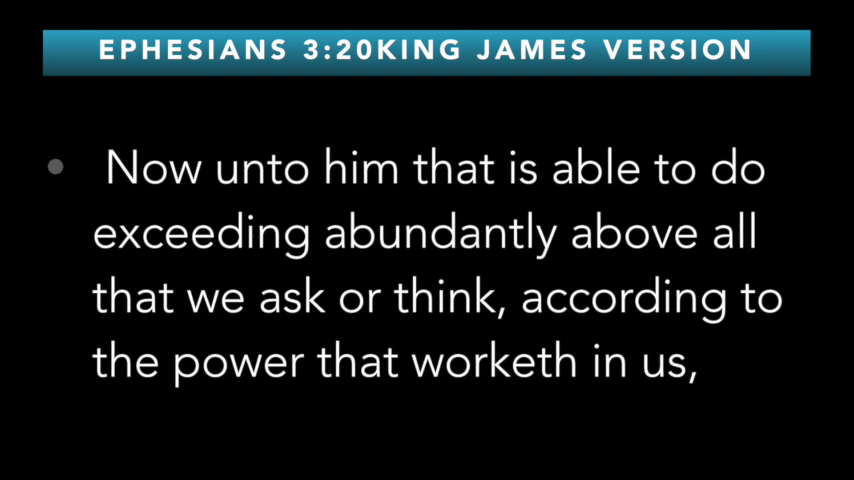 EPHESIANS 3:20KING JAMES VERSION
• Now unto him that is able to do
exceeding abundantly above all
that we ask or think, according to
the power that worketh in us,